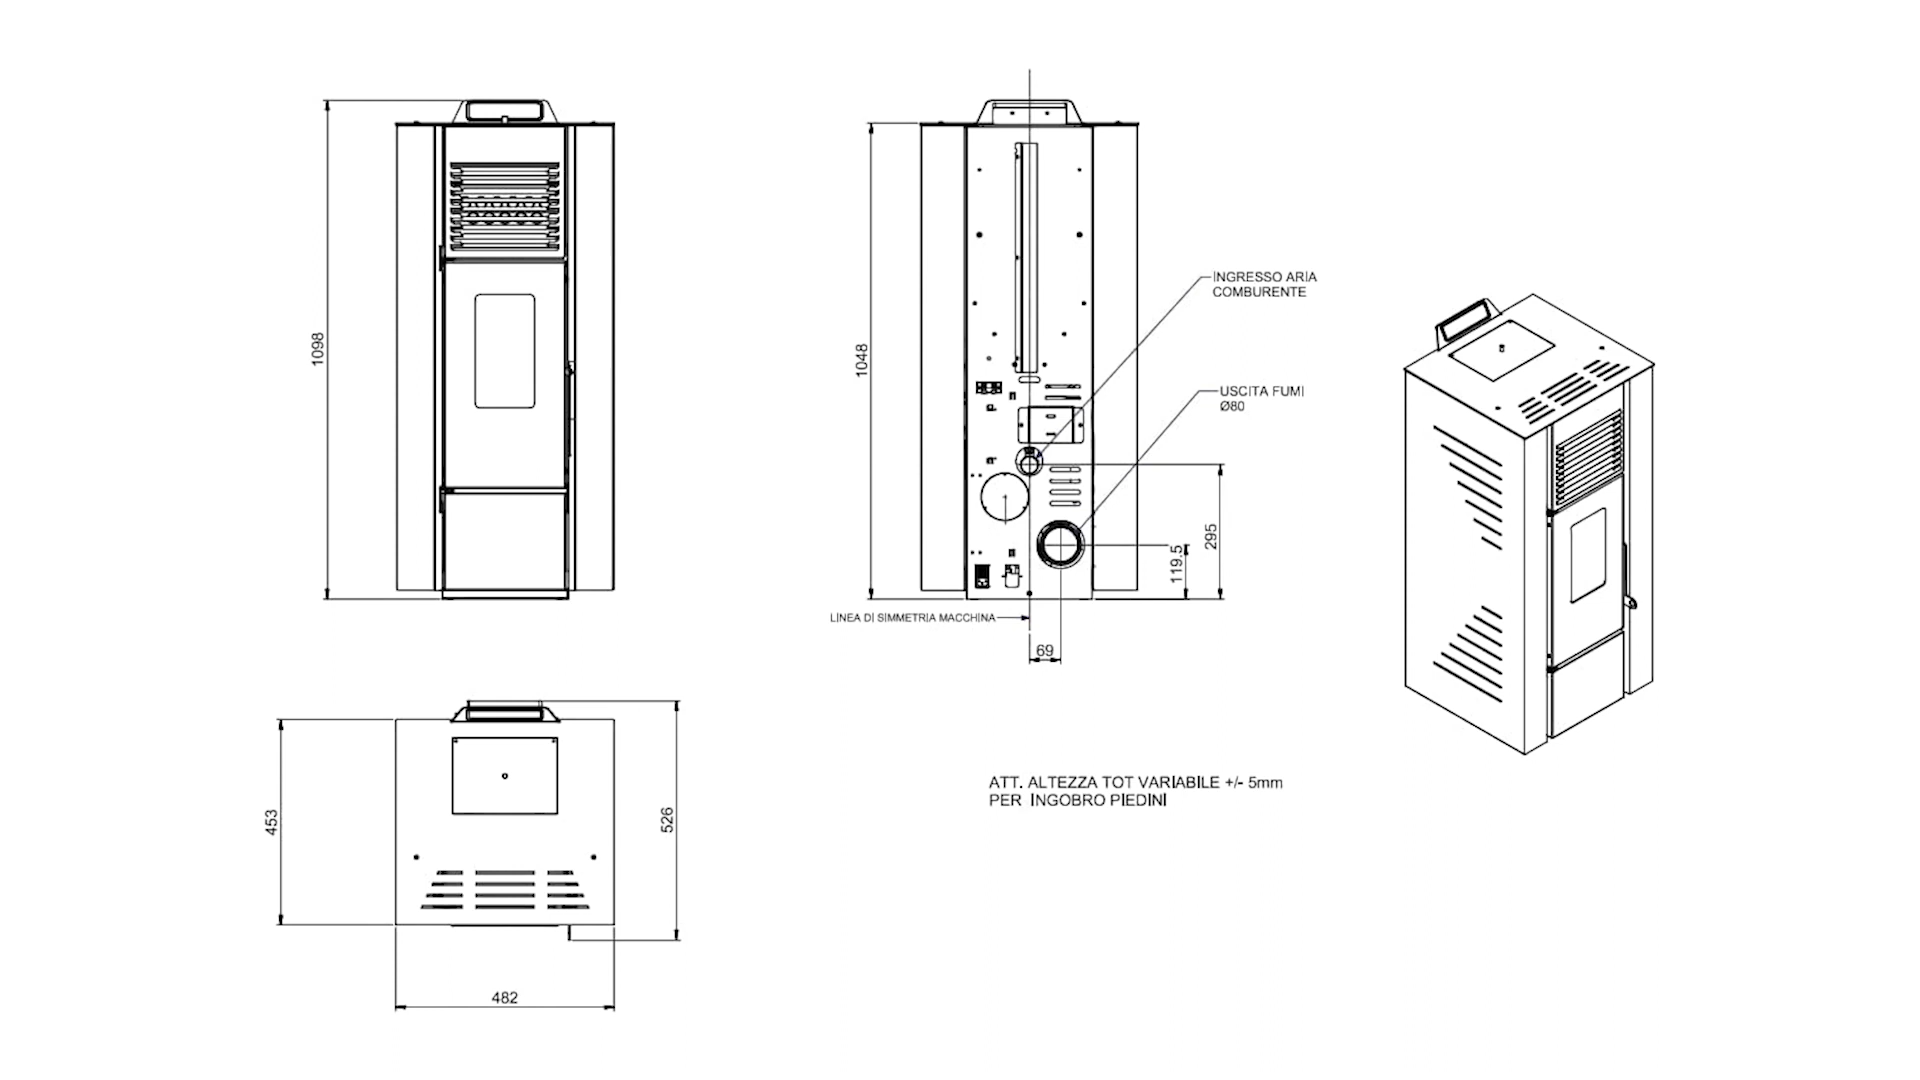 1098
1048
INGRESSO ARIA
COMBURENTE
USCITA FUMI
Ø80
295
119.5
LINEA DI SIMMETRIA MACCHINA
69
453
526
482
ATT. ALTEZZA TOT VARIABILE +/- 5mm
PER INGOBRO PIEDINI